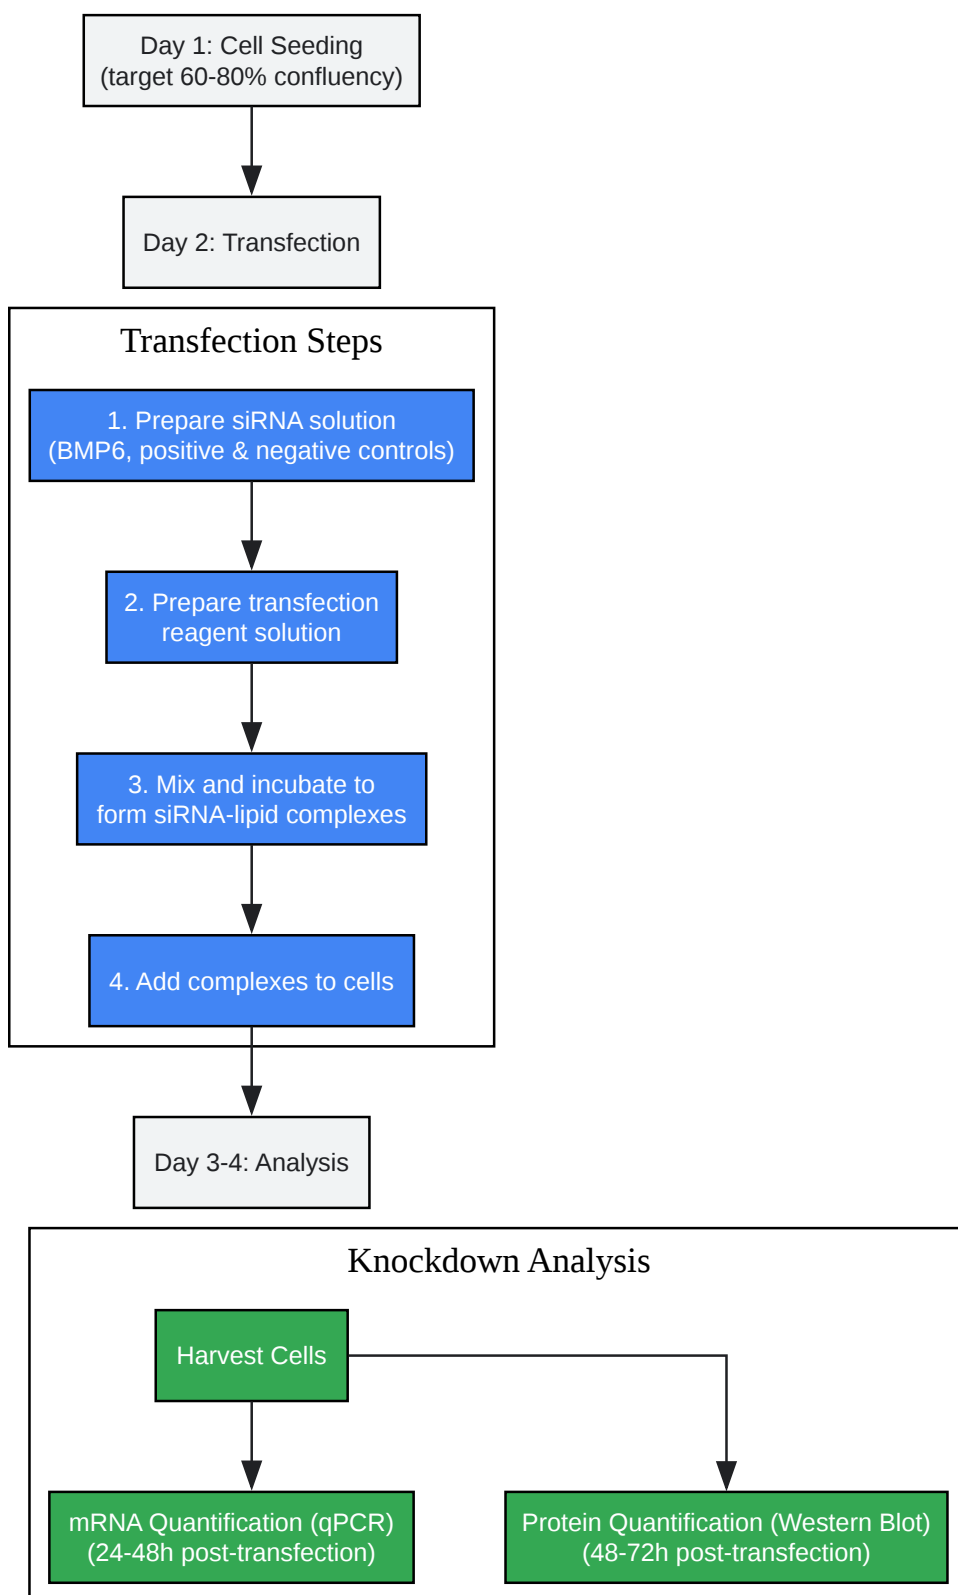 Day 1: Cell Seeding
(target 60-80% confluency)
Day 2: Transfection
Transfection Steps
1. Prepare siRNA solution
(BMP6, positive & negative controls)
2. Prepare transfection
reagent solution
3. Mix and incubate to
form siRNA-lipid complexes
4. Add complexes to cells
Day 3-4: Analysis
Knockdown Analysis
Harvest Cells
mRNA Quantification (qPCR)
(24-48h post-transfection)
Protein Quantification (Western Blot)
(48-72h post-transfection)